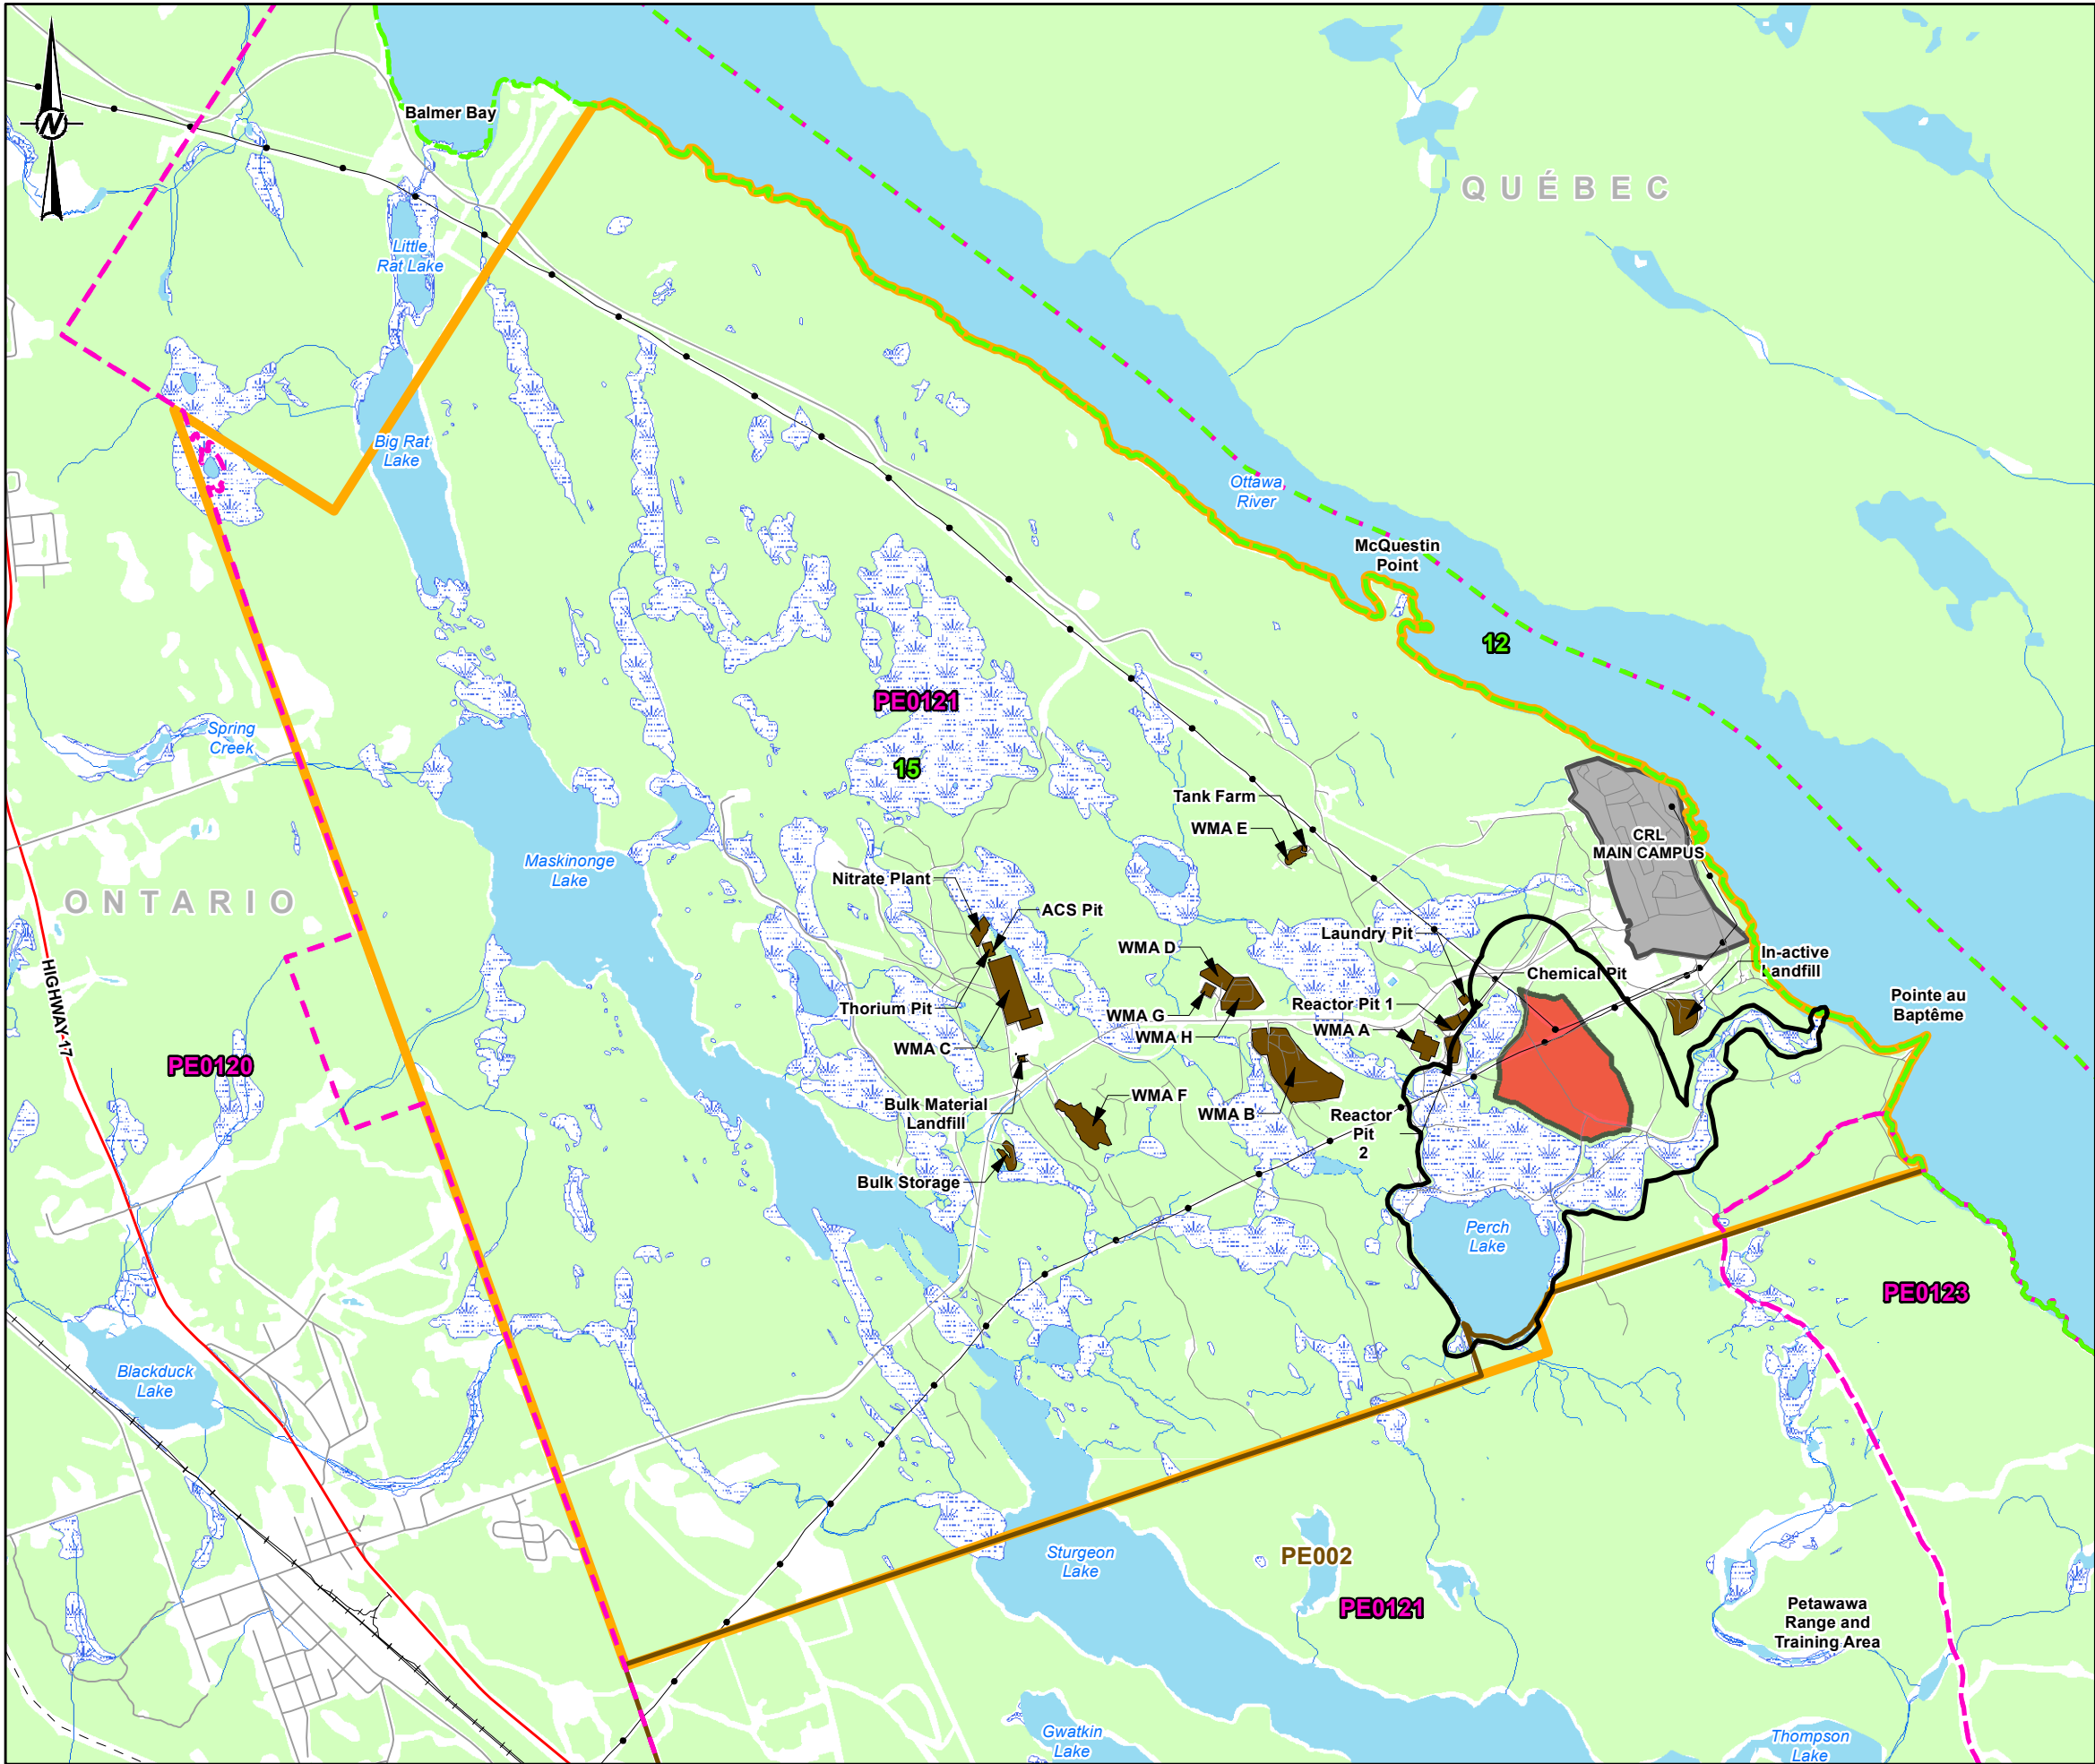 N
Balmer Bay
QUÉBEC
Little
Rat Lake
Big Rat
Lake
Ottawa
River
McQuestin
Point
12
PE0121
15
Spring
Creek
Tank Farm
WMA E
CRL
MAIN CAMPUS
Maskinonge
Lake
Nitrate Plant
ONTARIO
ACS Pit
Laundry Pit
WMA D
In-active
Landfill
Chemical Pit
HIGHWAY-17
Thorium Pit
Reactor Pit 1
Pointe au
Baptême
WMA G
WMA A
WMA H
WMA C
PE0120
WMA F
Bulk Material
Landfill
WMA B
Reactor
Pit
2
Bulk Storage
Perch
Lake
PE0123
Blackduck
Lake
Sturgeon
Lake
PE002
PE0121
Petawawa
Range and
Training Area
Gwatkin
Lake
Thompson
Lake